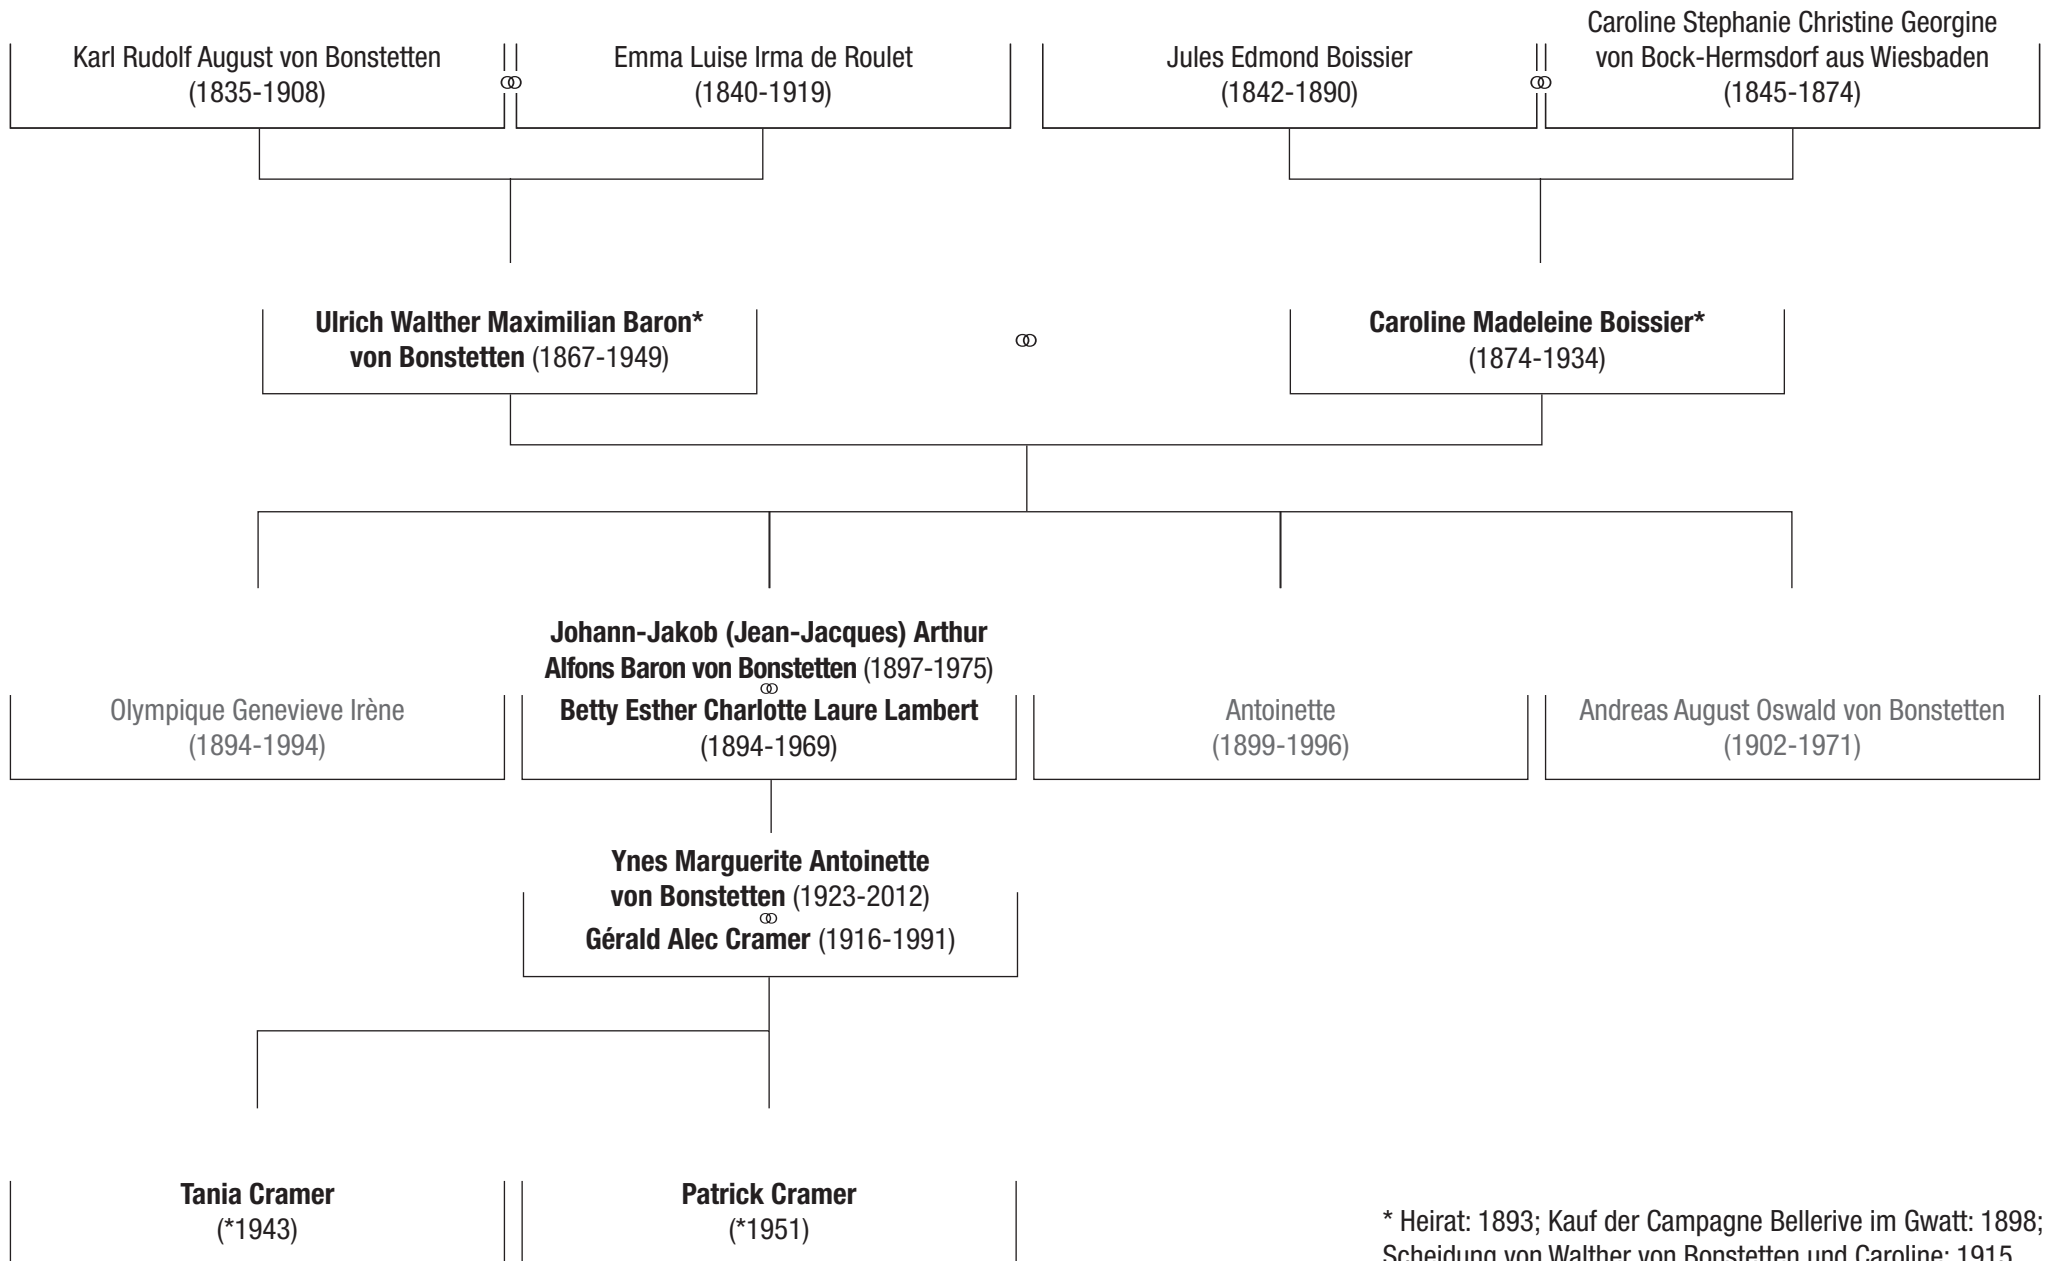 Karl Rudolf August von Bonstetten
(1835-1908)
Emma Luise Irma de Roulet
(1840-1919)
Jules Edmond Boissier
(1842-1890)
Caroline Stephanie Christine Georgine
von Bock-Hermsdorf aus Wiesbaden
(1845-1874)
Ulrich Walther Maximilian Baron*
von Bonstetten (1867-1949)
Caroline Madeleine Boissier*
(1874-1934)
Olympique Genevieve Irène
(1894-1994)
Johann-Jakob (Jean-Jacques) Arthur
Alfons Baron von Bonstetten (1897-1975)
Betty Esther Charlotte Laure Lambert
(1894-1969)
Antoinette
(1899-1996)
Andreas August Oswald von Bonstetten
(1902-1971)
Ynes Marguerite Antoinette
von Bonstetten (1923-2012)
Gérald Alec Cramer (1916-1991)
Tania Cramer
(*1943)
Patrick Cramer
(*1951)
* Heirat: 1893; Kauf der Campagne Bellerive im Gwatt: 1898;
Scheidung von Walther von Bonstetten und Caroline: 1915